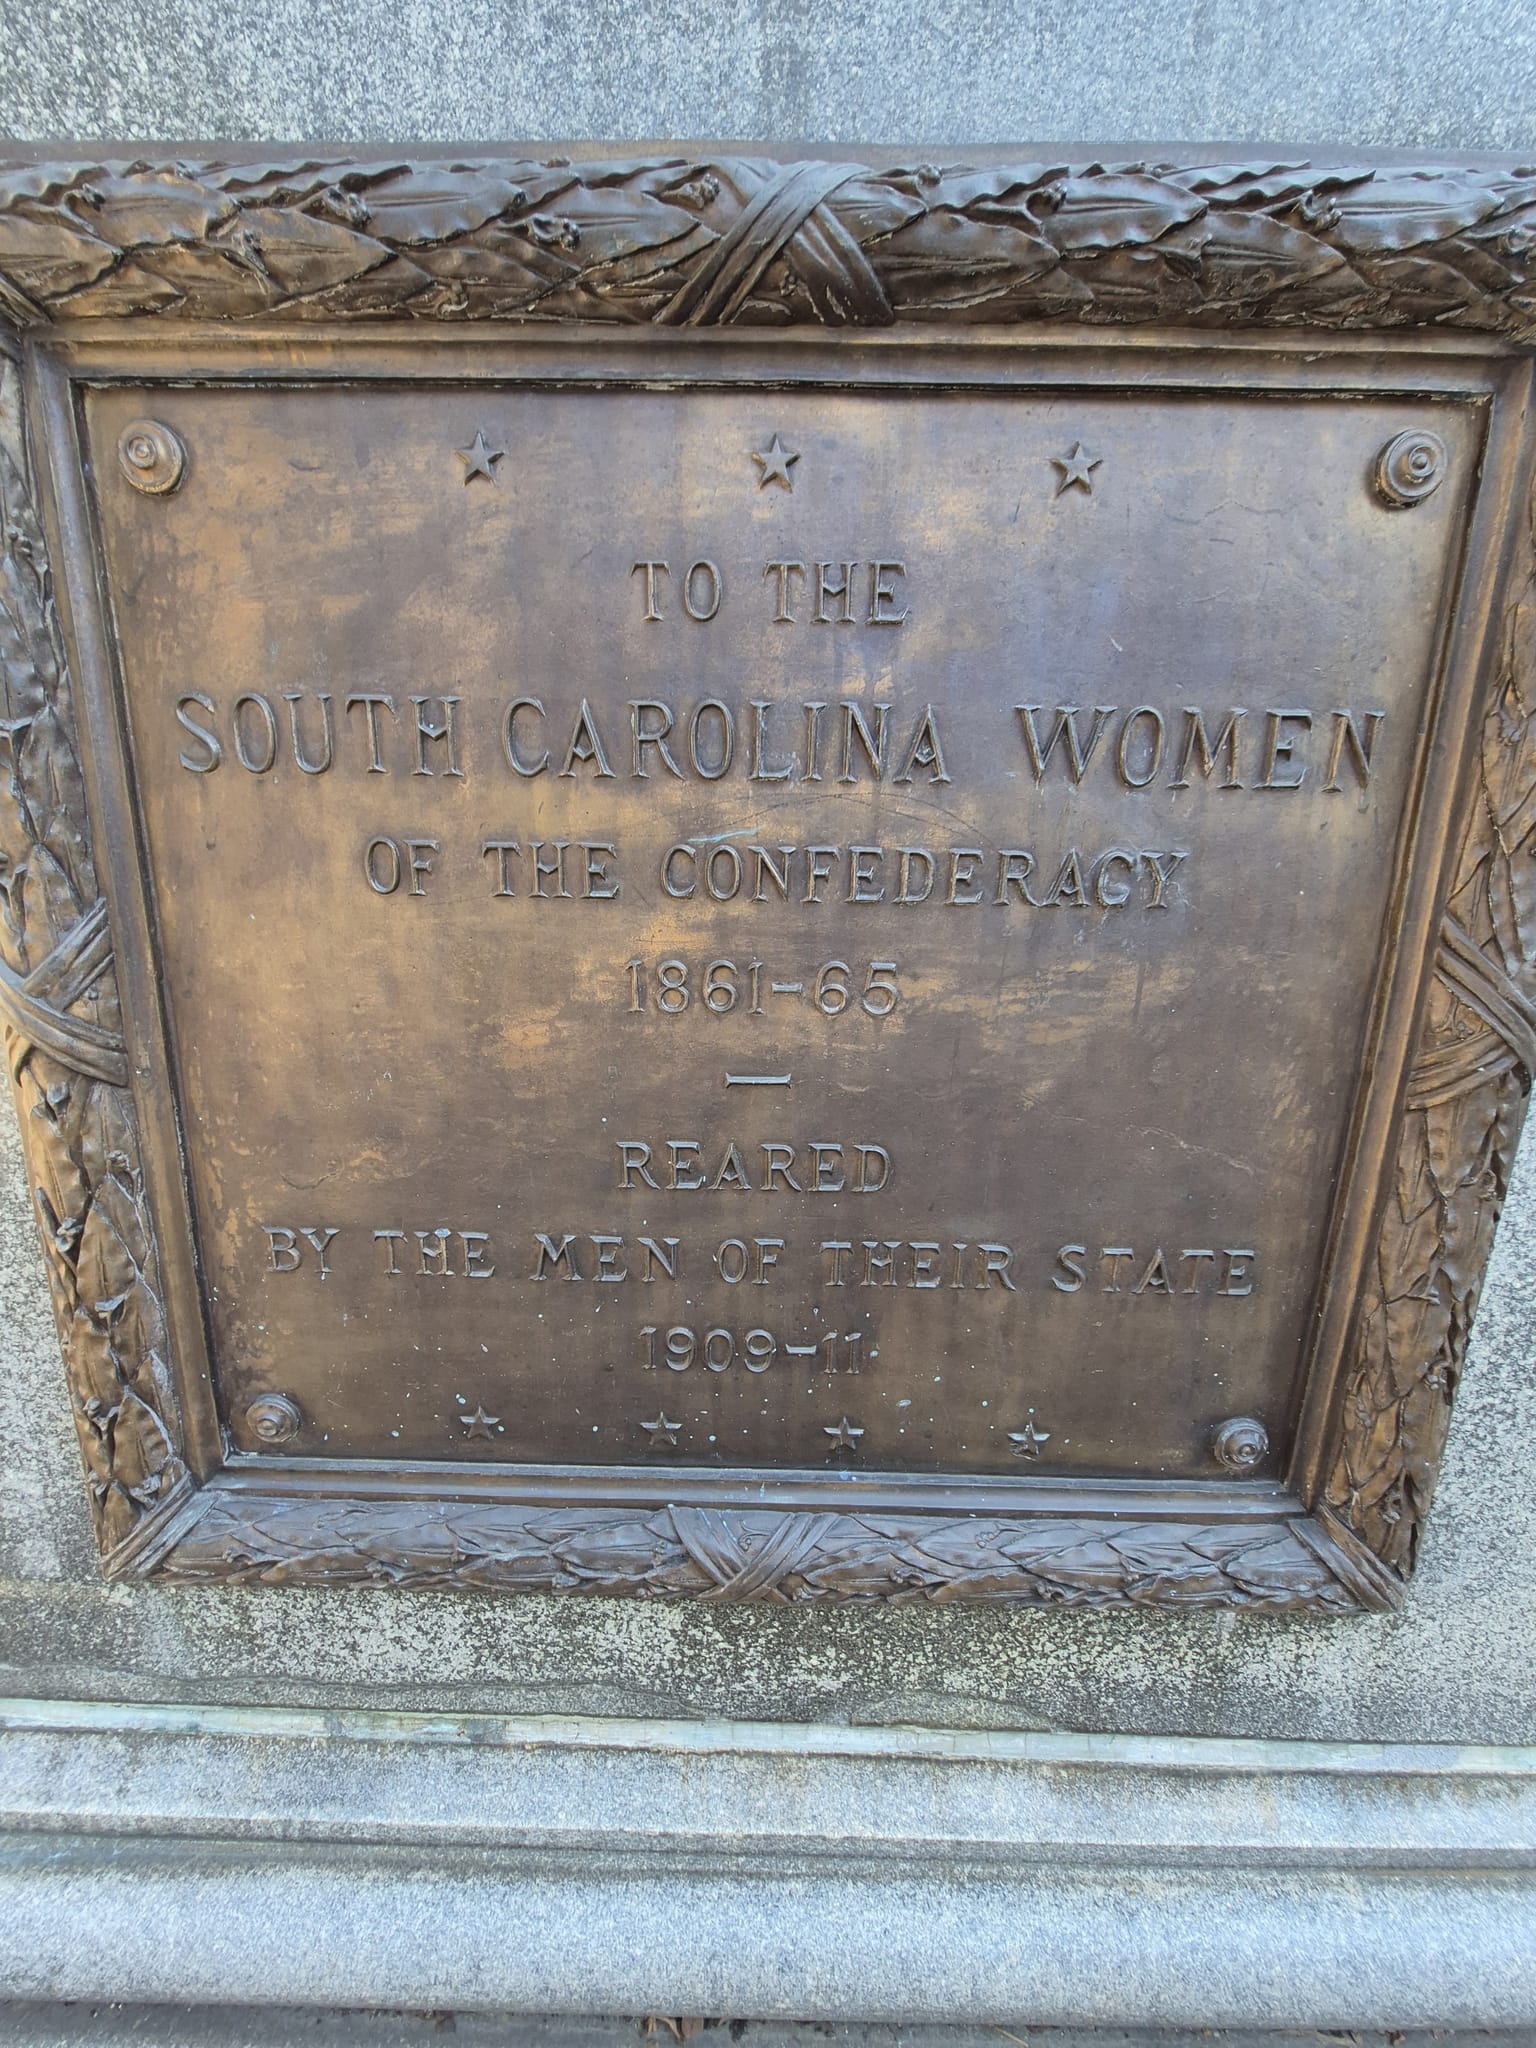 TO THE
SOUTH CAROLINA WOMEN
OF THE CONFEDERACY
1861-65
REARED
BY THE MEN OF THEIR STATE
1909-11